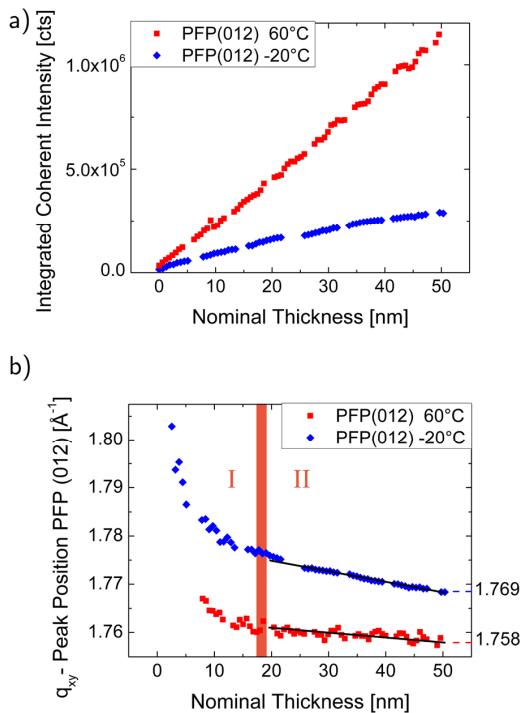 a)
Integrated Coherent Intensity [cts]
PFP(012) 60°C
PFP(012) -20°C
1.0x10⁶
5.0x10⁵
0.0
0 10 20 30 40 50
Nominal Thickness [nm]
b)
q_xy- Peak Position PFP (012) [Å⁻¹]
PFP(012) 60°C
PFP(012) -20°C
1.80
1.79
1.78
1.77
1.76
I II
1.769
1.758
0 10 20 30 40 50
Nominal Thickness [nm]